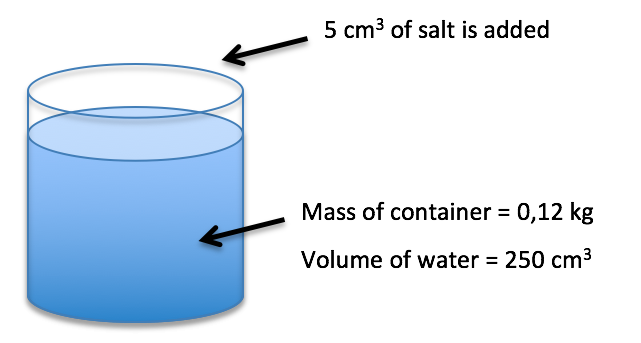 5 cm³ of salt is added
Mass of container = 0,12 kg
Volume of water = 250 cm³